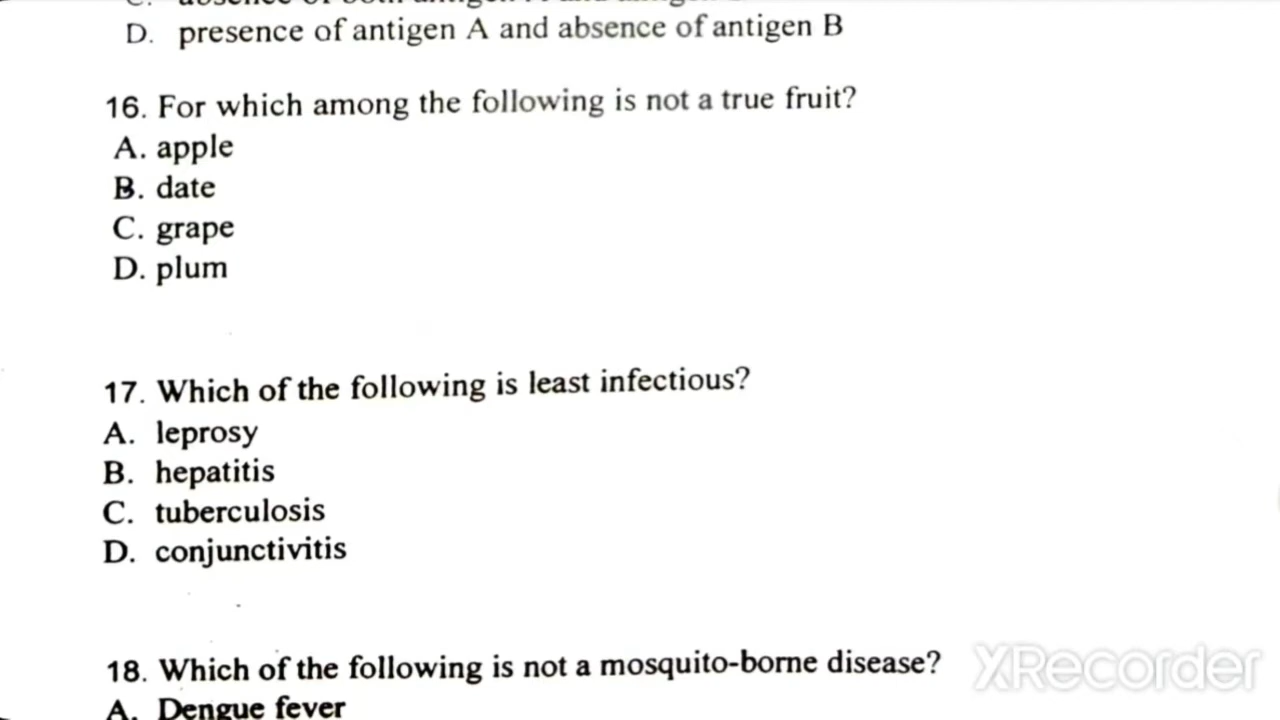 D. presence of antigen A and absence of antigen B
16. For which among the following is not a true fruit?
A. apple
B. date
C. grape
D. plum
17. Which of the following is least infectious?
A. leprosy
B. hepatitis
C. tuberculosis
D. conjunctivitis
18. Which of the following is not a mosquito-borne disease?
A. Dengue fever
XRecorder